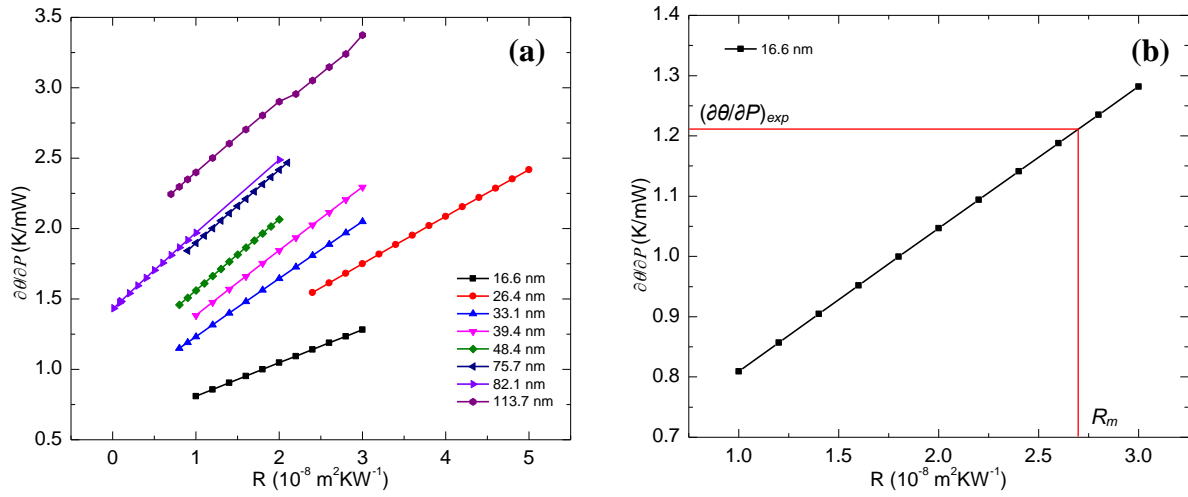 (a)
3.5
3.0
2.5
2.0
1.5
1.0
0.5
∂θ/∂P (K/mW)
16.6 nm
26.4 nm
33.1 nm
39.4 nm
48.4 nm
75.7 nm
82.1 nm
113.7 nm
0 1 2 3 4 5
R (10⁻⁸ m²KW⁻¹)
(b)
16.6 nm
1.4
1.3
1.2
1.1
1.0
0.9
0.8
0.7
(∂θ/∂P)exp
∂θ/∂P (K/mW)
Rm
1.0 1.5 2.0 2.5 3.0
R (10⁻⁸ m²KW⁻¹)